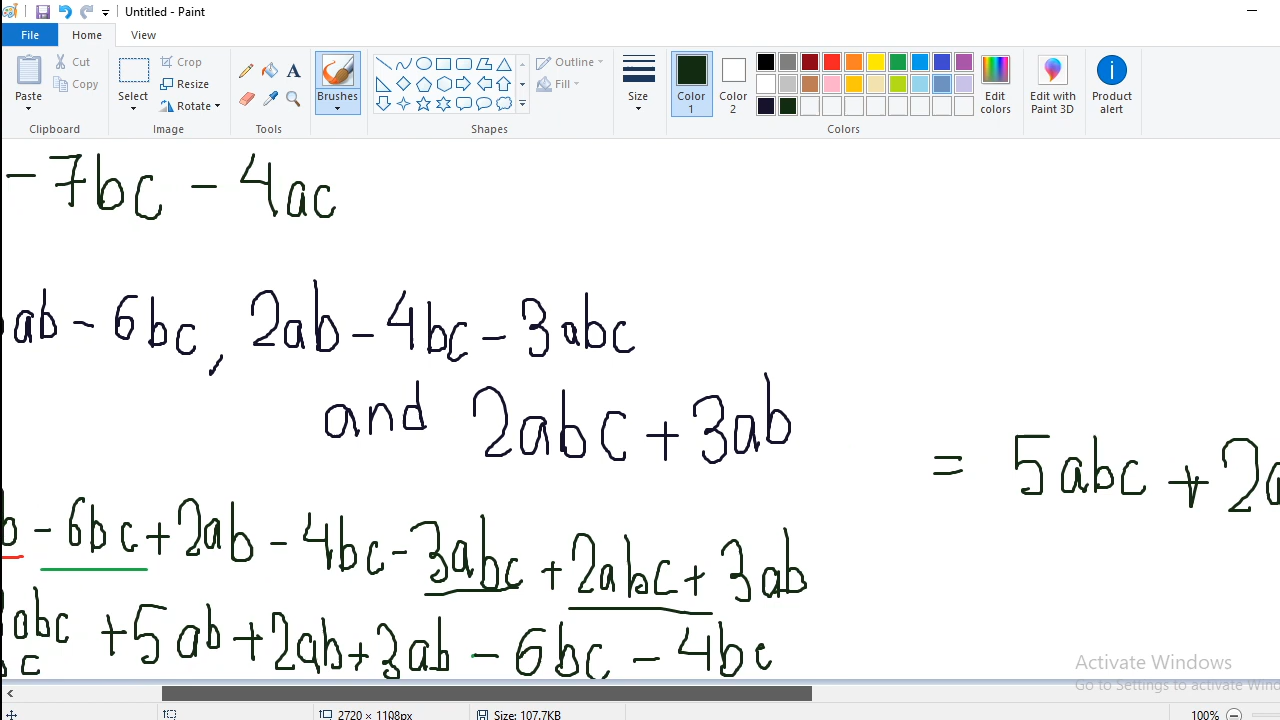 Untitled - Paint
File Home View
Paste Cut Copy Clipboard
Select Crop Resize Rotate Image
Tools
Brushes
Shapes Outline Fill
Size
Color 1 Color 2 Colors
Edit colors
Edit with Paint 3D
Product alert
- 7bc - 4ac
ab - 6bc, 2ab - 4bc - 3abc
and 2abc + 3ab
= 5abc + 2a
b - 6bc + 2ab - 4bc - 3abc + 2abc + 3ab
abc + 5ab + 2ab + 3ab - 6bc - 4bc
bc
Activate Windows
Go to Settings to activate Win
2720 × 1108px Size: 107.7KB 100%